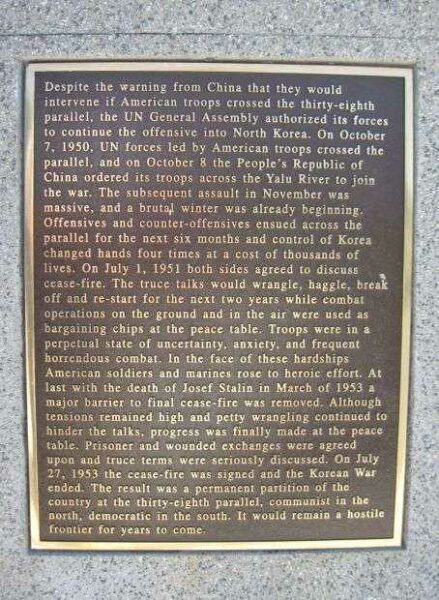 Despite the warning from China that they would
intervene if American troops crossed the thirty-eighth
parallel, the UN General Assembly authorized its forces
to continue the offensive into North Korea. On October
7, 1950, UN forces led by American troops crossed the
parallel, and on October 8 the People's Republic of
China ordered its troops across the Yalu River to join
the war. The subsequent assault in November was
massive, and a brutal winter was already beginning.
Offensives and counter-offensives ensued across the
parallel for the next six months and control of Korea
changed hands four times at a cost of thousands of
lives. On July 1, 1951 both sides agreed to discuss
cease-fire. The truce talks would wrangle, haggle, break
off and re-start for the next two years while combat
operations on the ground and in the air were used as
bargaining chips at the peace table. Troops were in a
perpetual state of uncertainty, anxiety, and frequent
horrendous combat. In the face of these hardships
American soldiers and marines rose to heroic effort. At
last with the death of Josef Stalin in March of 1953 a
major barrier to final cease-fire was removed. Although
tensions remained high and petty wrangling continued to
hinder the talks, progress was finally made at the peace
table. Prisoner and wounded exchanges were agreed
upon and truce terms were seriously discussed. On July
27, 1953 the cease-fire was signed and the Korean War
ended. The result was a permanent partition of the
country at the thirty-eighth parallel, communist in the
north, democratic in the south. It would remain a hostile
frontier for years to come.